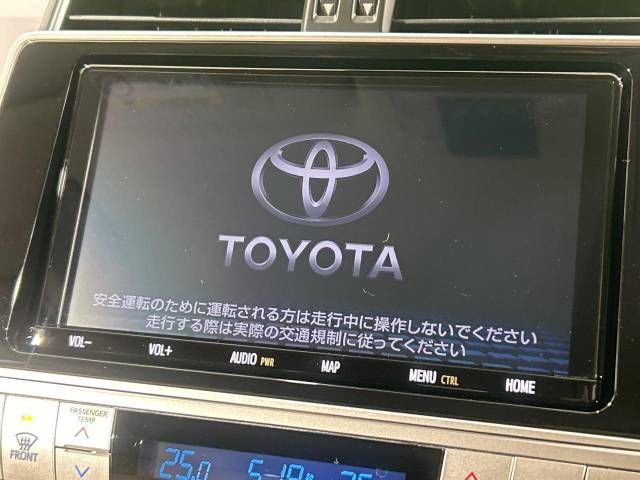 TOYOTA
安全運転のために運転される方は走行中に操作しないでください
走行する際は実際の交通規制に従ってください
VOL− VOL+ AUDIO PWR MAP MENU CTRL HOME
PASSENGER
TEMP
FRONT
25.0